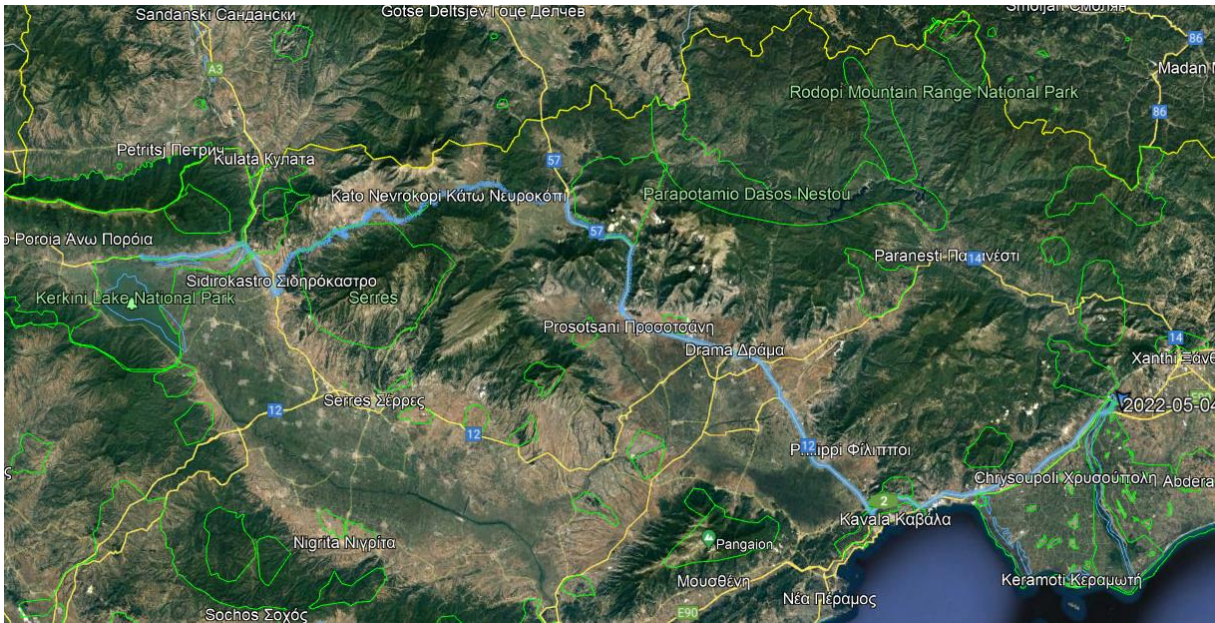 Sandanski Сандански
Gotse Deltsjev Гоце Делчев
Smoljan Смолян
86
A3
Madan
Rodopi Mountain Range National Park
86
Petritsj Петрич
Kulata Кулата
57
Kato Nevrokopi Κάτω Νευροκόπι
Parapotamio Dasos Nestou
57
o Poroia Άνω Πορόια
Paranesti
14
Sidirokastro Σιδηρόκαστρο
Kerkini Lake National Park
Serres
Prosotsani Προσοτσάνη
14
Drama Δράμα
Xanthi
2022-05-04
Serres Σέρρες
12
12
12
Φίλιπποι
Chrysoupoli Χρυσούπολη
Abdera
2
Kavala Καβάλα
Nigrita Νιγρίτα
Pangaion
Μουσθένη
Keramoti Κεραμωτή
Νέα Πέραμος
E90
Sochos Σοχός